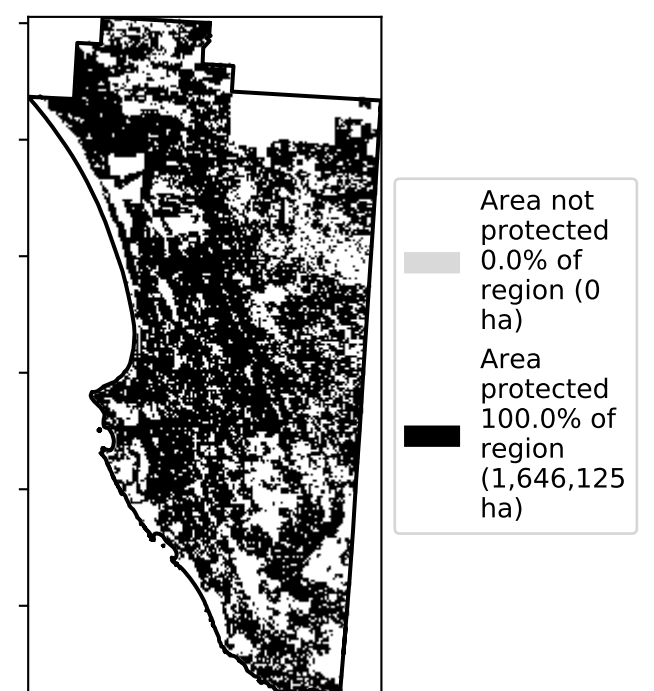 Area not
protected
0.0% of
region (0
ha)
Area
protected
100.0% of
region
(1,646,125
ha)